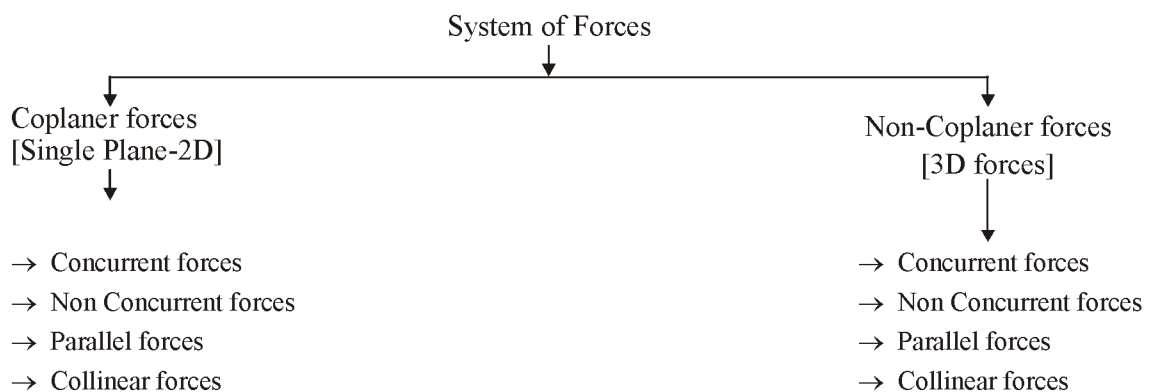 System of Forces
Coplaner forces
[Single Plane-2D]
→ Concurrent forces
→ Non Concurrent forces
→ Parallel forces
→ Collinear forces
Non-Coplaner forces
[3D forces]
→ Concurrent forces
→ Non Concurrent forces
→ Parallel forces
→ Collinear forces